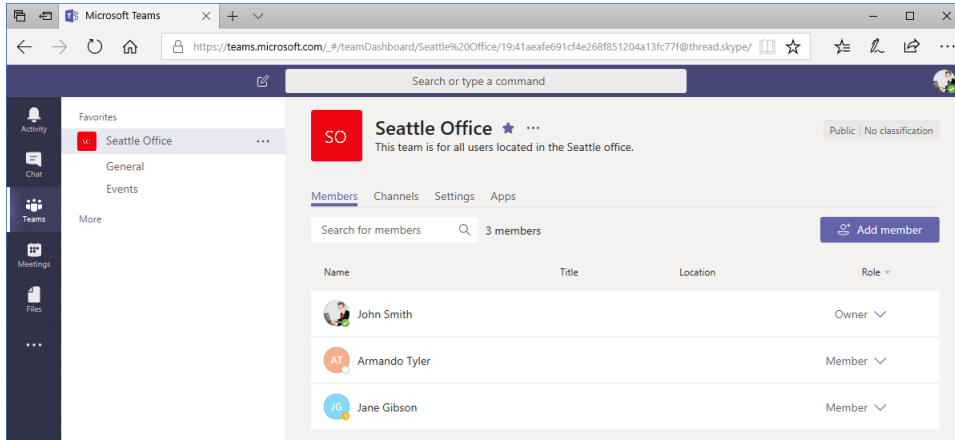 Microsoft Teams
https://teams.microsoft.com/_#/teamDashboard/Seattle%20Office/19:41aeafe691cf4e268f851204a13fc77f@thread.skype/
Search or type a command
Activity
Chat
Teams
Meetings
Files
Favorites
SO Seattle Office
General
Events
More
SO
Seattle Office
This team is for all users located in the Seattle office.
Public No classification
Members Channels Settings Apps
Search for members 3 members Add member
Name Title Location Role
John Smith Owner
AT Armando Tyler Member
JG Jane Gibson Member